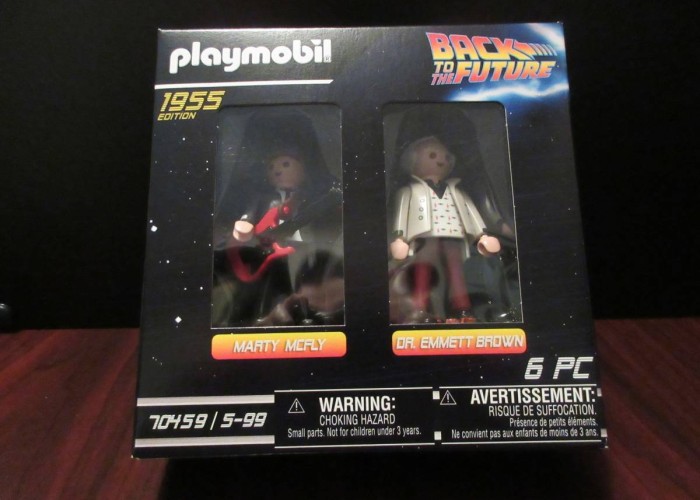 playmobil
BACK
TO THE FUTURE
1955
EDITION
MARTY MCFLY
DR. EMMETT BROWN
6 PC
70459 / 5-99
WARNING:
CHOKING HAZARD
Small parts. Not for children under 3 years.
AVERTISSEMENT:
RISQUE DE SUFFOCATION.
Présence de petits éléments.
Ne convient pas aux enfants de moins de 3 ans.